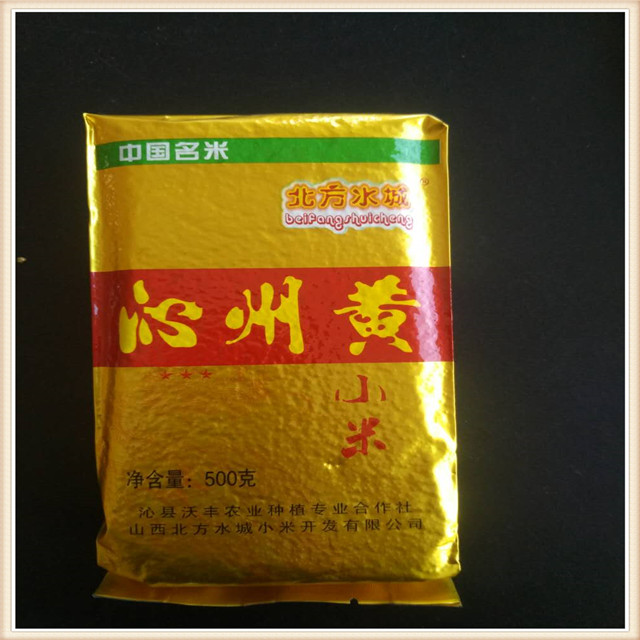 中国名米
北方水城®
beifangshuicheng
沁州黄
★★★
小
米
净含量：500克
沁县沃丰农业种植专业合作社
山西北方水城小米开发有限公司